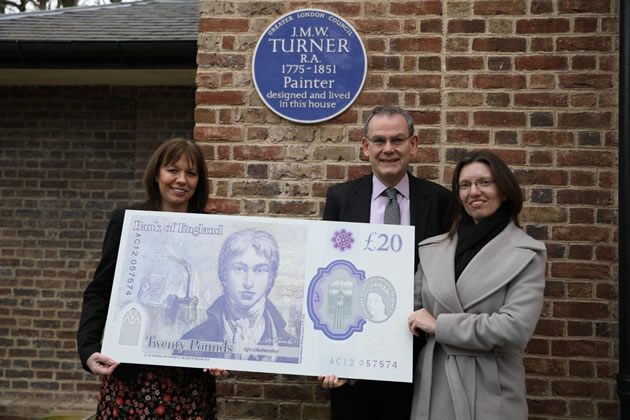 GREATER LONDON COUNCIL
J.M.W.
TURNER
R.A.
1775-1851
Painter
designed and lived
in this house
Bank of England
£20
AC12 057574
Twenty Pounds
AC12 057574